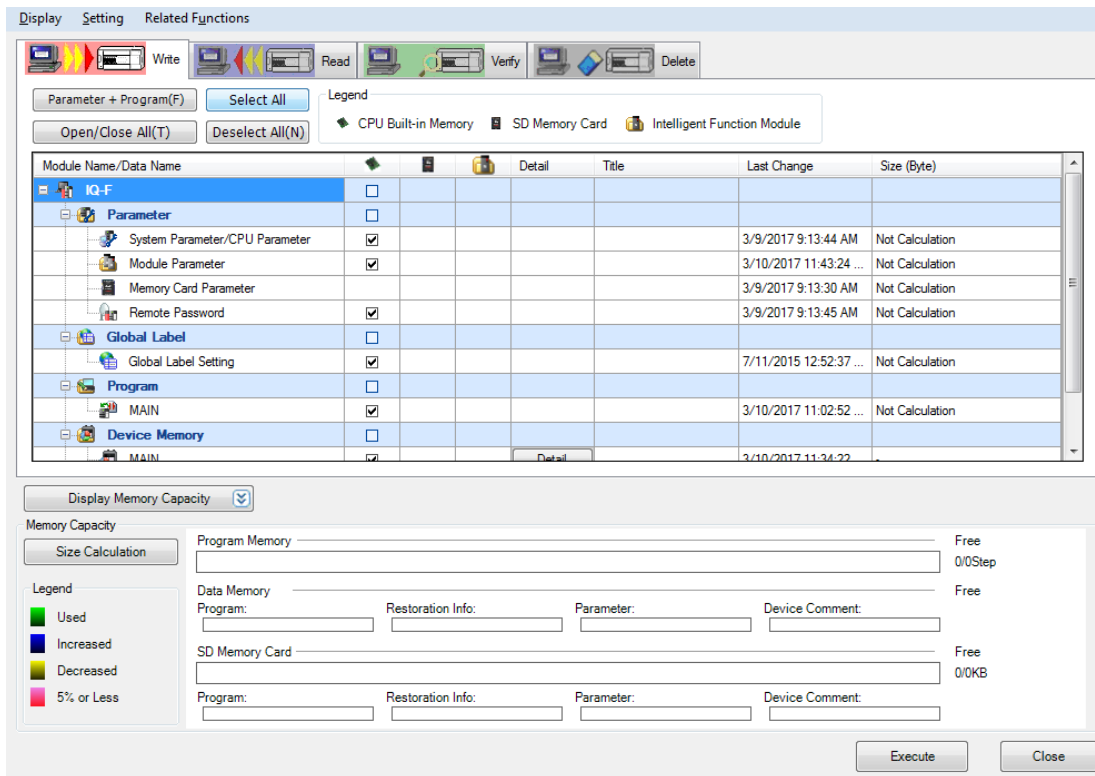 Display Setting Related Functions
Write Read Verify Delete
Parameter + Program(F) Select All Legend
Open/Close All(T) Deselect All(N) CPU Built-in Memory SD Memory Card Intelligent Function Module
Module Name/Data Name Detail Title Last Change Size (Byte)
IQ-F
Parameter
System Parameter/CPU Parameter 3/9/2017 9:13:44 AM Not Calculation
Module Parameter 3/10/2017 11:43:24 ... Not Calculation
Memory Card Parameter 3/9/2017 9:13:30 AM Not Calculation
Remote Password 3/9/2017 9:13:45 AM Not Calculation
Global Label
Global Label Setting 7/11/2015 12:52:37 ... Not Calculation
Program
MAIN 3/10/2017 11:02:52 ... Not Calculation
Device Memory
MAIN Detail 3/10/2017 11:34:22 -
Display Memory Capacity
Memory Capacity
Size Calculation Program Memory Free
0/0Step
Legend Data Memory Free
Used Program: Restoration Info: Parameter: Device Comment:
Increased
SD Memory Card Free
Decreased 0/0KB
5% or Less Program: Restoration Info: Parameter: Device Comment:
Execute Close